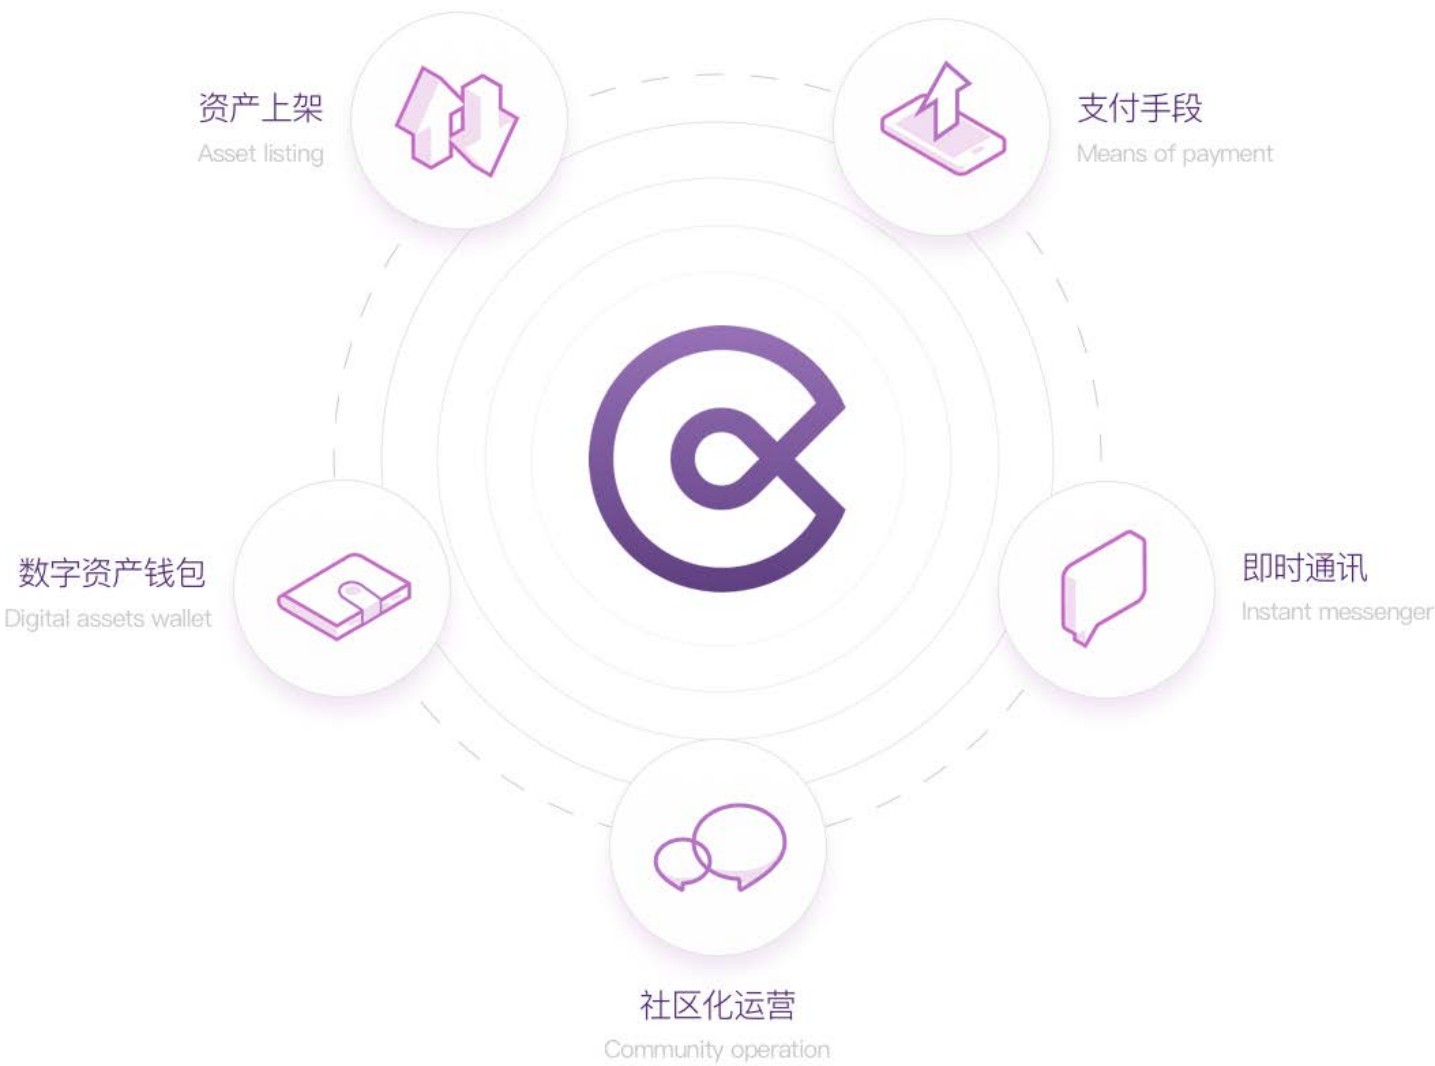 资产上架
Asset listing
支付手段
Means of payment
数字资产钱包
Digital assets wallet
即时通讯
Instant messenger
社区化运营
Community operation